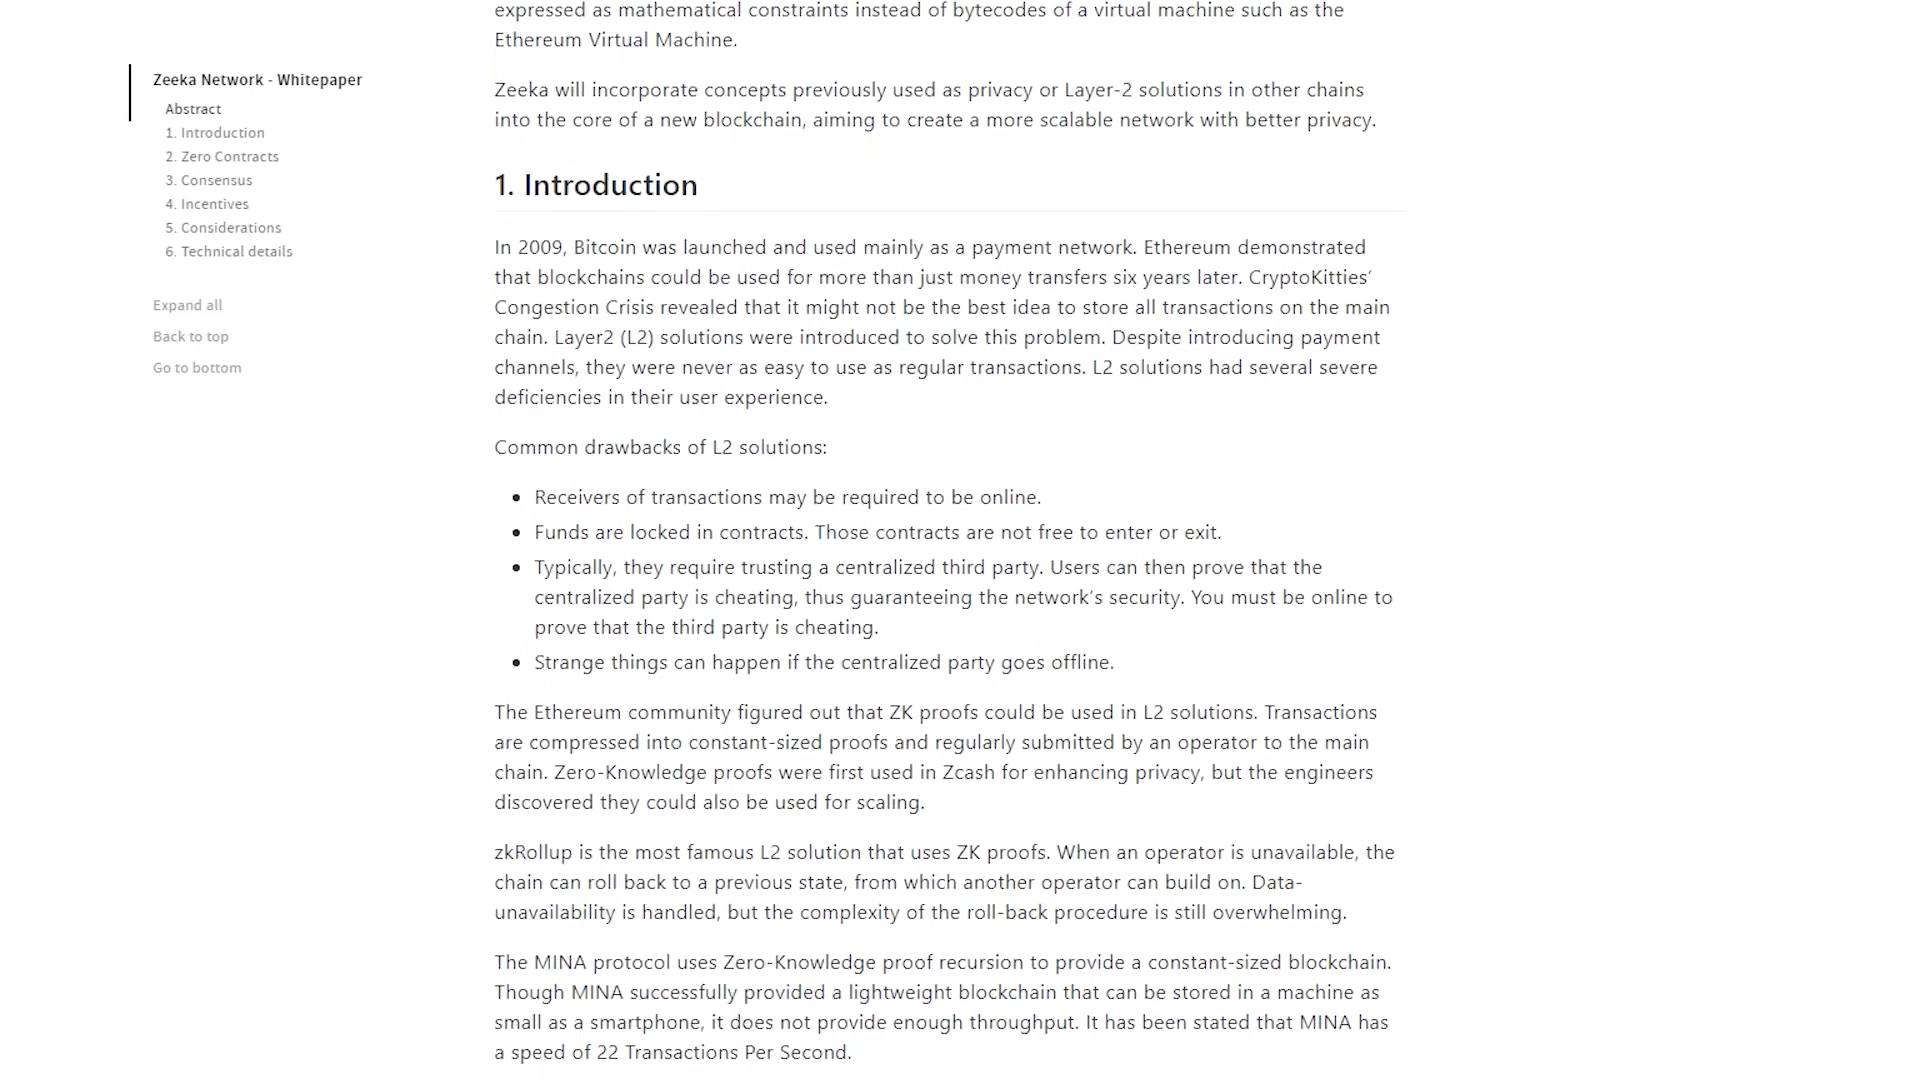 expressed as mathematical constraints instead of bytecodes of a virtual machine such as the
Ethereum Virtual Machine.
Zeeka Network - Whitepaper
Abstract
1. Introduction
2. Zero Contracts
3. Consensus
4. Incentives
5. Considerations
6. Technical details
Expand all
Back to top
Go to bottom
Zeeka will incorporate concepts previously used as privacy or Layer-2 solutions in other chains
into the core of a new blockchain, aiming to create a more scalable network with better privacy.
1. Introduction
In 2009, Bitcoin was launched and used mainly as a payment network. Ethereum demonstrated
that blockchains could be used for more than just money transfers six years later. CryptoKitties’
Congestion Crisis revealed that it might not be the best idea to store all transactions on the main
chain. Layer2 (L2) solutions were introduced to solve this problem. Despite introducing payment
channels, they were never as easy to use as regular transactions. L2 solutions had several severe
deficiencies in their user experience.
Common drawbacks of L2 solutions:
• Receivers of transactions may be required to be online.
• Funds are locked in contracts. Those contracts are not free to enter or exit.
• Typically, they require trusting a centralized third party. Users can then prove that the
centralized party is cheating, thus guaranteeing the network’s security. You must be online to
prove that the third party is cheating.
• Strange things can happen if the centralized party goes offline.
The Ethereum community figured out that ZK proofs could be used in L2 solutions. Transactions
are compressed into constant-sized proofs and regularly submitted by an operator to the main
chain. Zero-Knowledge proofs were first used in Zcash for enhancing privacy, but the engineers
discovered they could also be used for scaling.
zkRollup is the most famous L2 solution that uses ZK proofs. When an operator is unavailable, the
chain can roll back to a previous state, from which another operator can build on. Data-
unavailability is handled, but the complexity of the roll-back procedure is still overwhelming.
The MINA protocol uses Zero-Knowledge proof recursion to provide a constant-sized blockchain.
Though MINA successfully provided a lightweight blockchain that can be stored in a machine as
small as a smartphone, it does not provide enough throughput. It has been stated that MINA has
a speed of 22 Transactions Per Second.